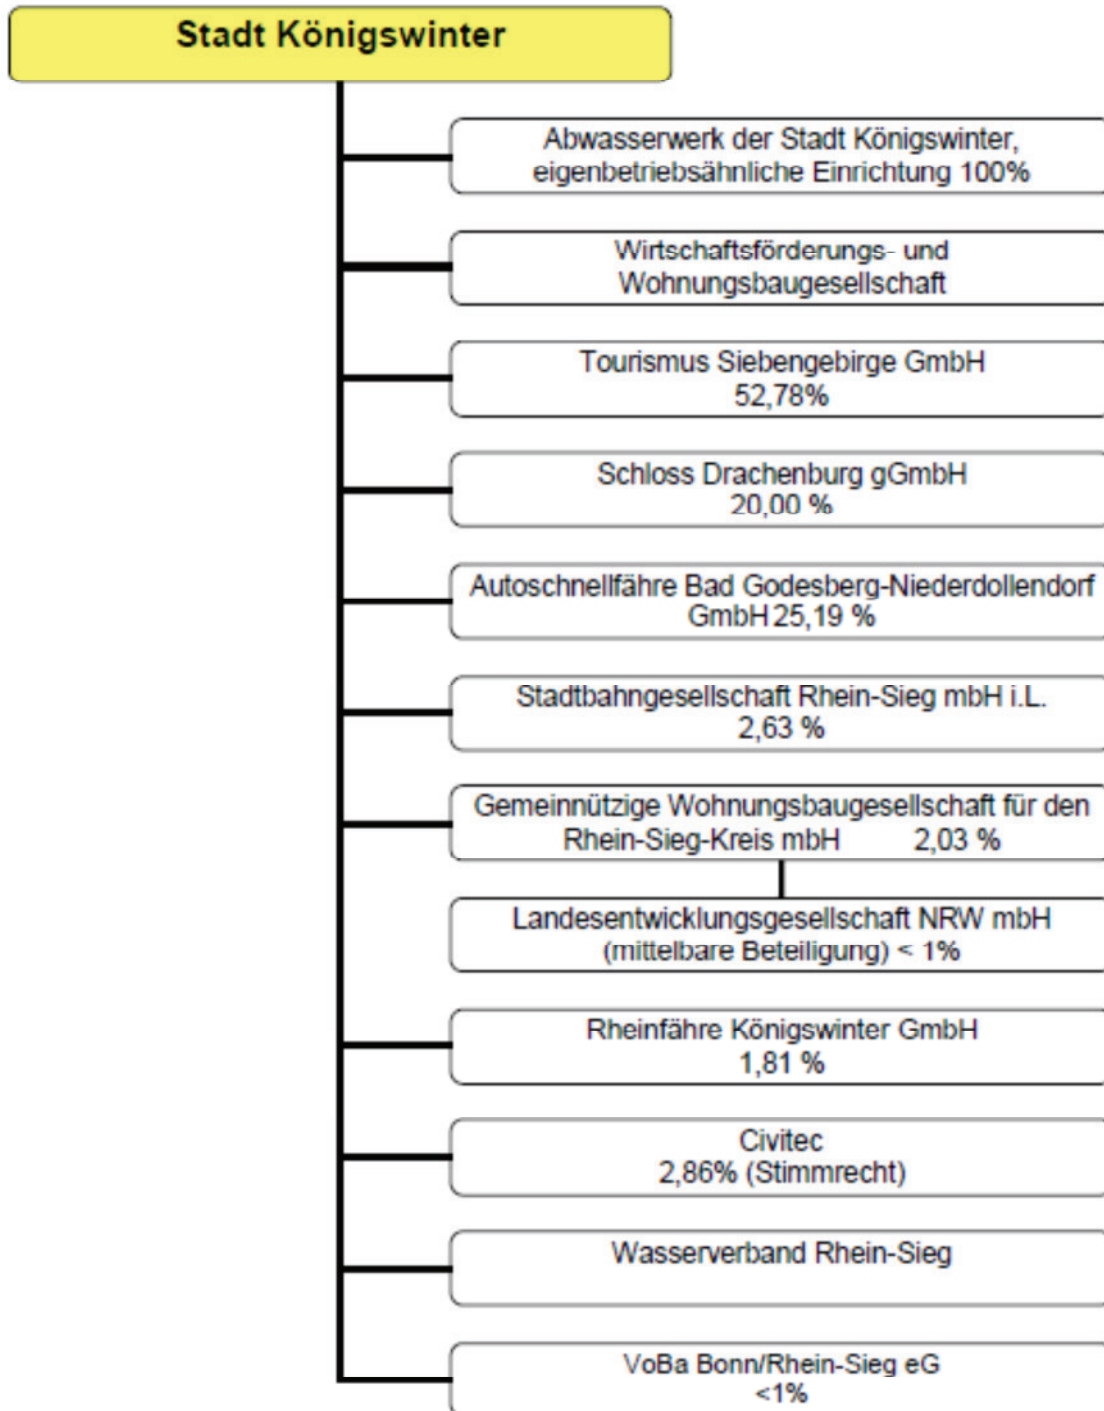 Stadt Königswinter
Abwasserwerk der Stadt Königswinter,
eigenbetriebsähnliche Einrichtung 100%
Wirtschaftsförderungs- und
Wohnungsbaugesellschaft
Tourismus Siebengebirge GmbH
52,78%
Schloss Drachenburg gGmbH
20,00 %
Autoschnellfähre Bad Godesberg-Niederdollendorf
GmbH 25,19 %
Stadtbahngesellschaft Rhein-Sieg mbH i.L.
2,63 %
Gemeinnützige Wohnungsbaugesellschaft für den
Rhein-Sieg-Kreis mbH 2,03 %
Landesentwicklungsgesellschaft NRW mbH
(mittelbare Beteiligung) < 1%
Rheinfähre Königswinter GmbH
1,81 %
Civitec
2,86% (Stimmrecht)
Wasserverband Rhein-Sieg
VoBa Bonn/Rhein-Sieg eG
<1%